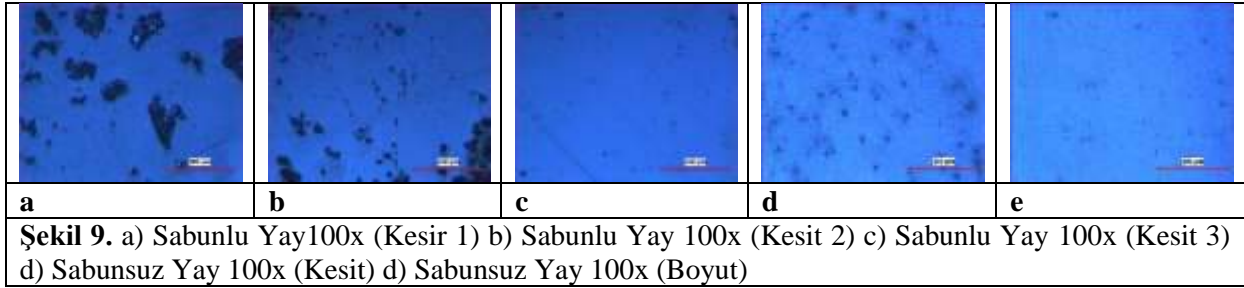 a b c d e
Şekil 9. a) Sabunlu Yay100x (Kesir 1) b) Sabunlu Yay 100x (Kesit 2) c) Sabunlu Yay 100x (Kesit 3)
d) Sabunsuz Yay 100x (Kesit) d) Sabunsuz Yay 100x (Boyut)